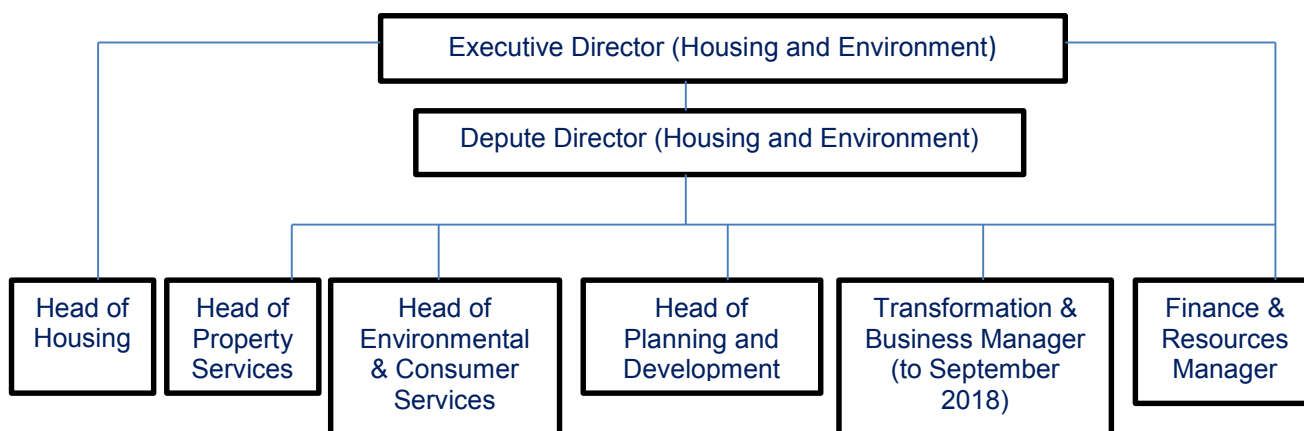 Executive Director (Housing and Environment)
Depute Director (Housing and Environment)
Head of
Housing
Head of
Property
Services
Head of
Environmental
& Consumer
Services
Head of
Planning and
Development
Transformation &
Business Manager
(to September
2018)
Finance &
Resources
Manager